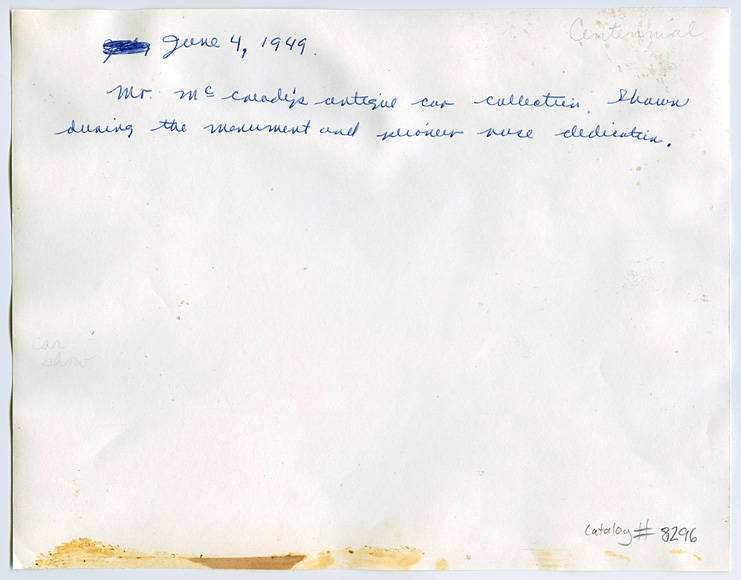 Centennial
June 4, 1949.
Mr. McCready's antique car collection. Shown
during the monument and pioneer rose dedication.
car
show
Catalog# 8296